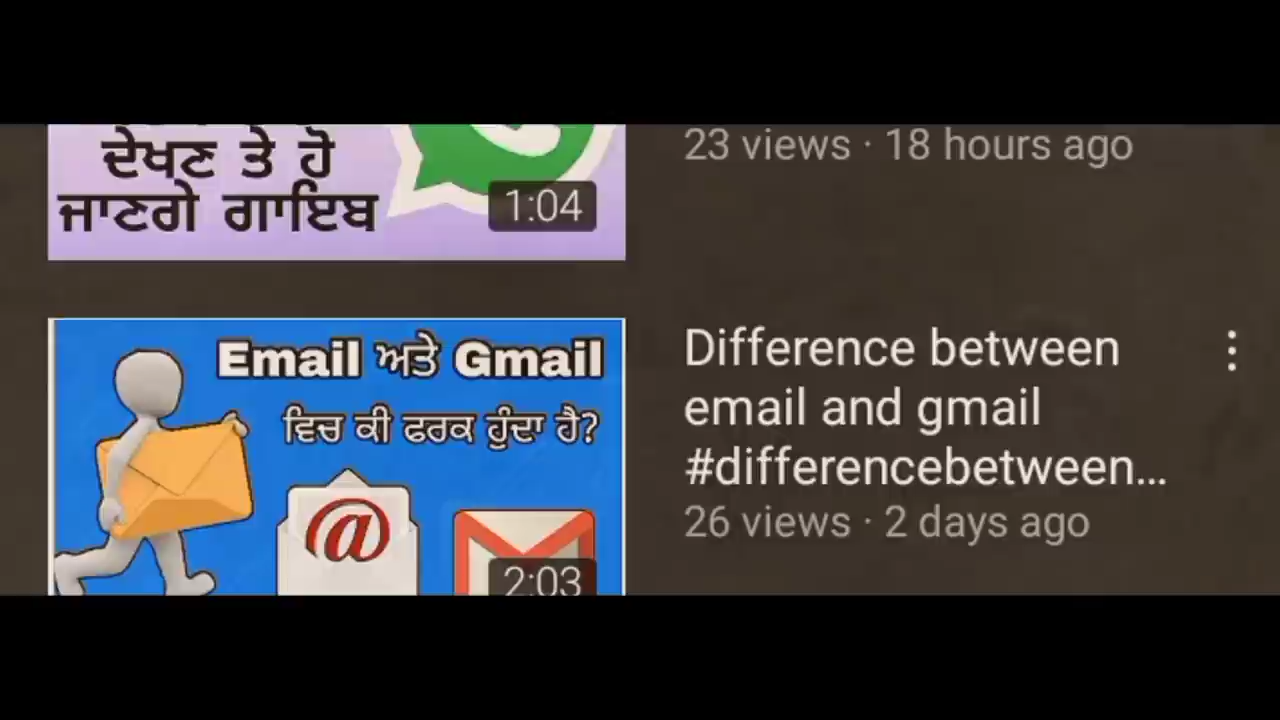 ਦੇਖਣ ਤੇ ਹੋ
ਜਾਣਗੇ ਗਾਇਬ
1:04
23 views · 18 hours ago
Email ਅਤੇ Gmail
ਵਿਚ ਕੀ ਫਰਕ ਹੁੰਦਾ ਹੈ?
@
2:03
Difference between
email and gmail
#differencebetween…
26 views · 2 days ago